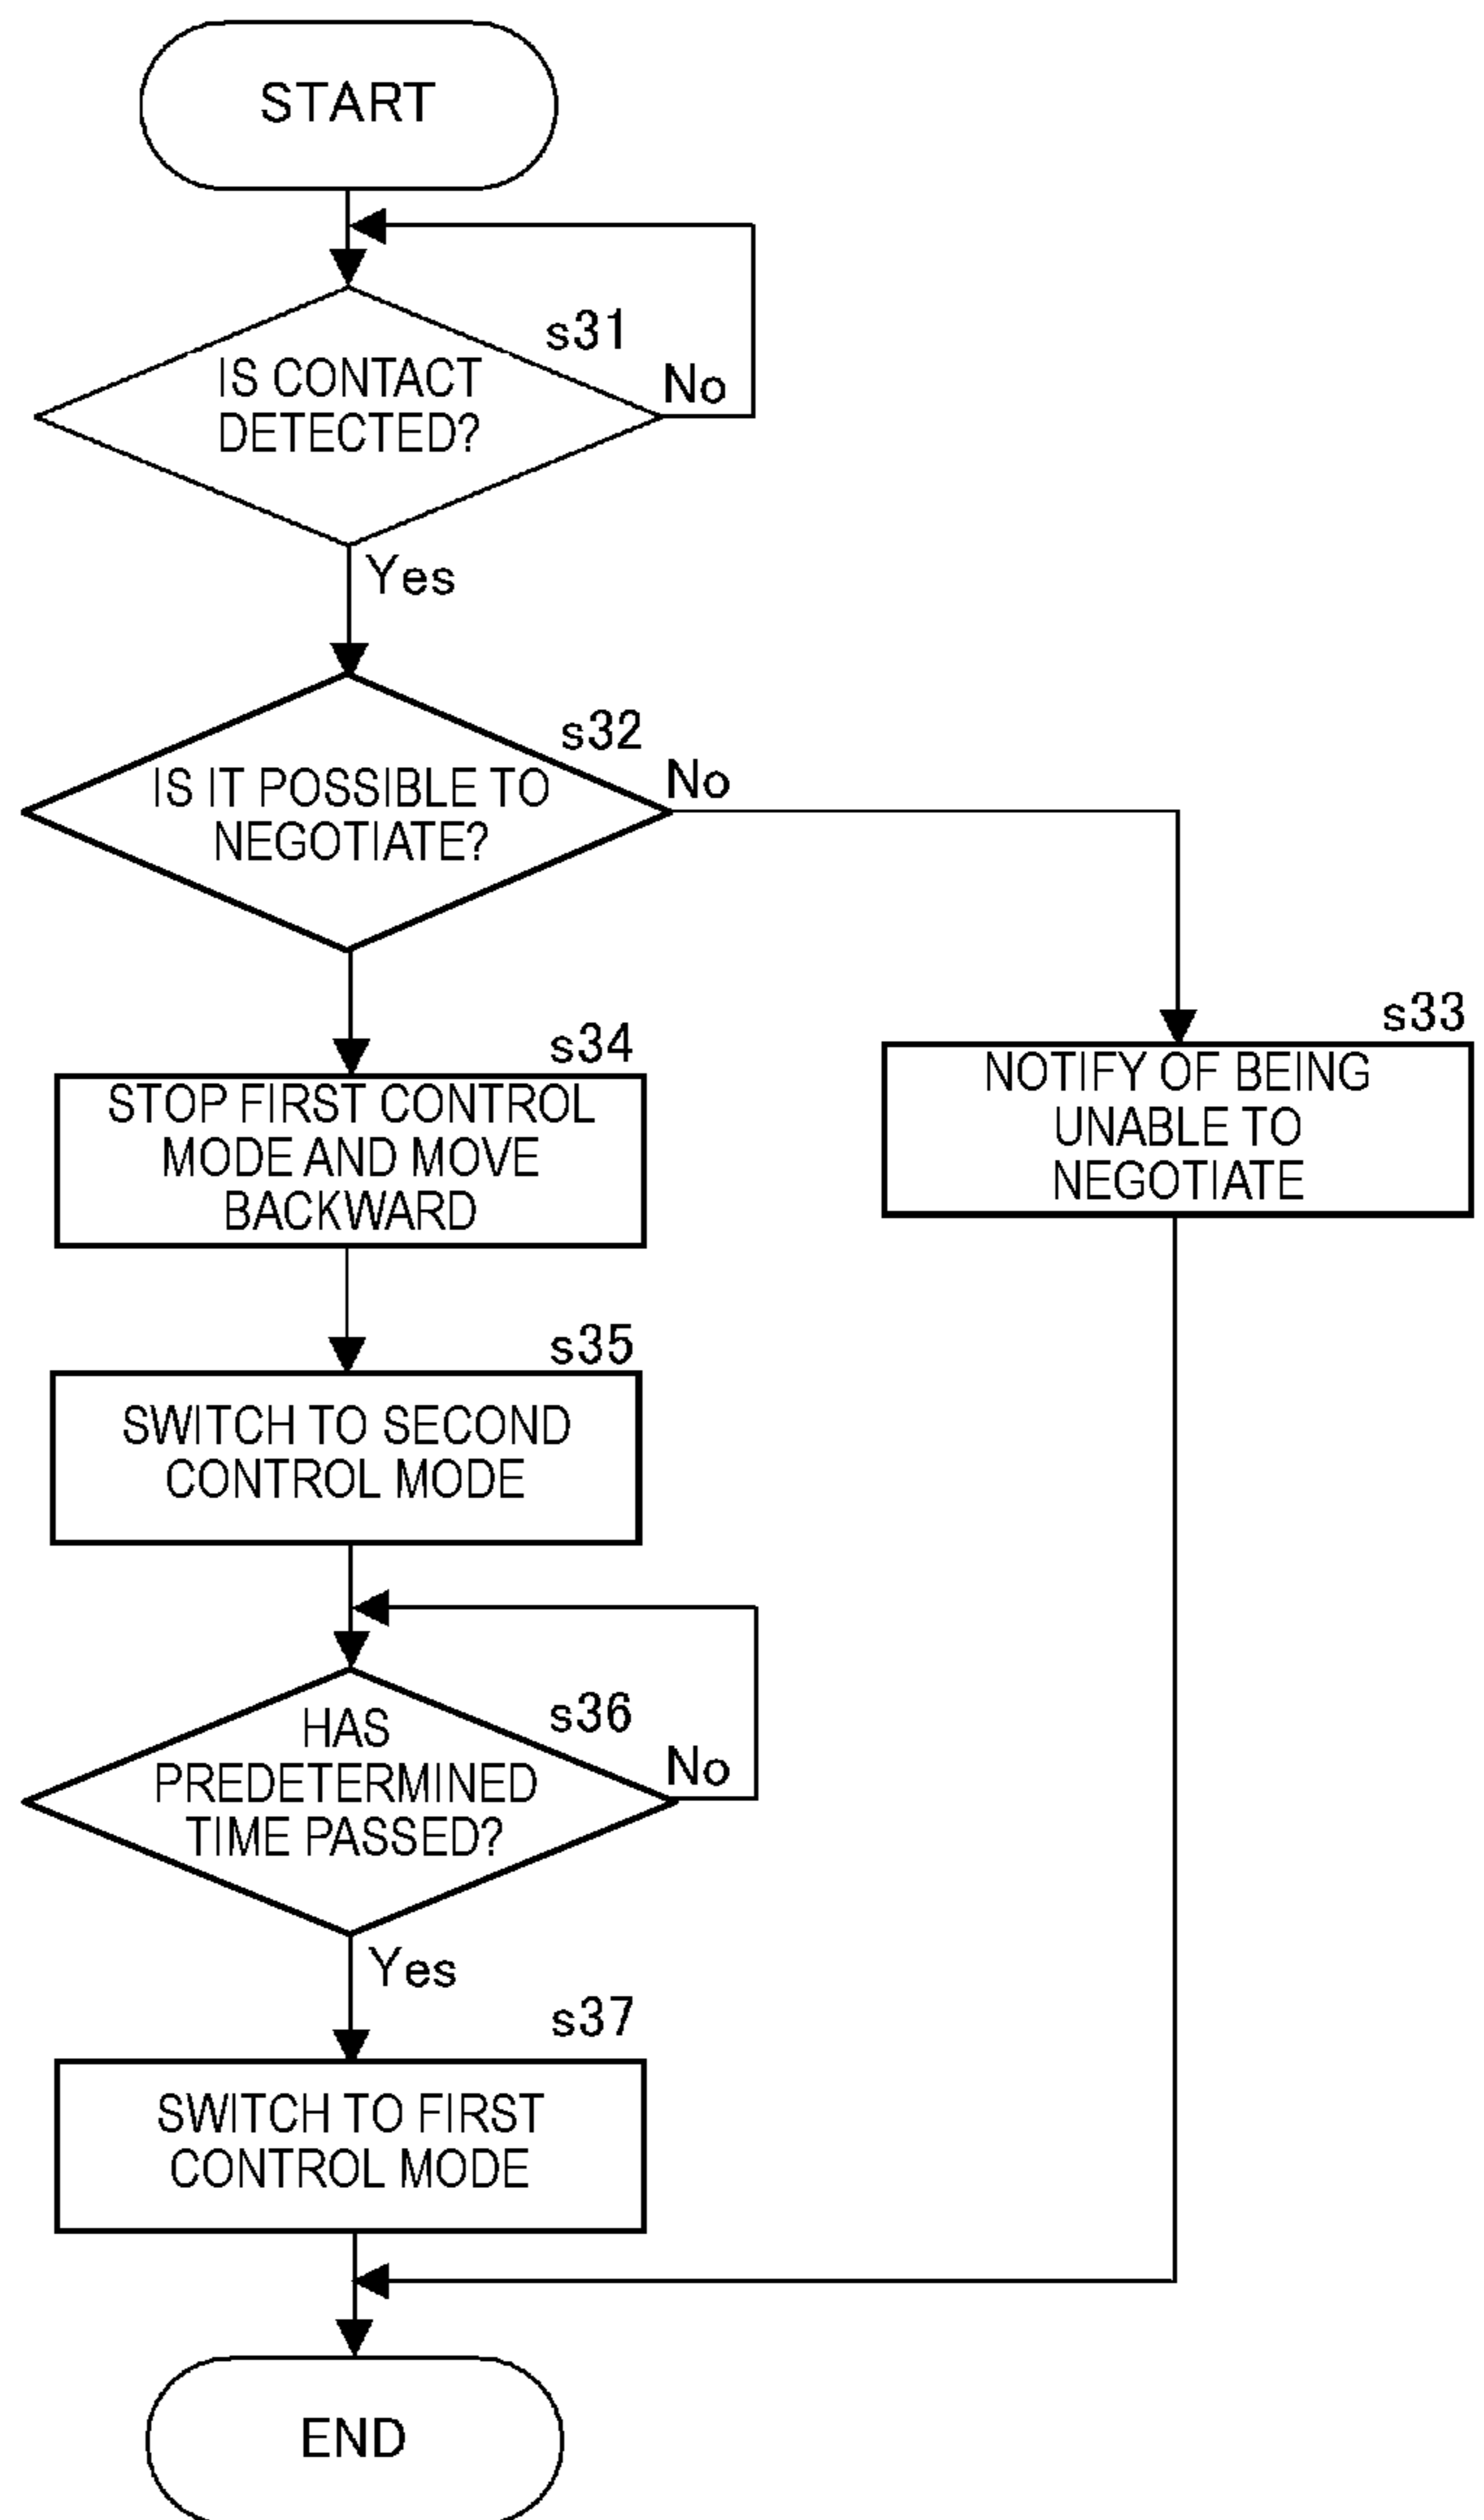 START
s31
IS CONTACT
DETECTED?
No
Yes
s32
IS IT POSSIBLE TO
NEGOTIATE?
No
s33
NOTIFY OF BEING
UNABLE TO
NEGOTIATE
s34
STOP FIRST CONTROL
MODE AND MOVE
BACKWARD
s35
SWITCH TO SECOND
CONTROL MODE
s36
HAS
PREDETERMINED
TIME PASSED?
No
Yes
s37
SWITCH TO FIRST
CONTROL MODE
END